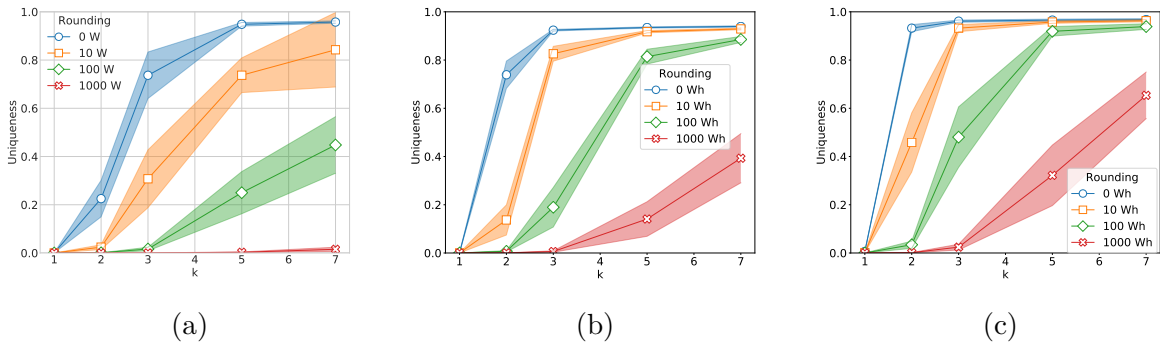 Rounding
0 W
10 W
100 W
1000 W
Uniqueness
1.0
0.8
0.6
0.4
0.2
0.0
1 2 3 4 5 6 7
k
(a)
Rounding
0 Wh
10 Wh
100 Wh
1000 Wh
Uniqueness
1.0
0.8
0.6
0.4
0.2
0.0
1 2 3 4 5 6 7
k
(b)
Rounding
0 Wh
10 Wh
100 Wh
1000 Wh
Uniqueness
1.0
0.8
0.6
0.4
0.2
0.0
1 2 3 4 5 6 7
k
(c)